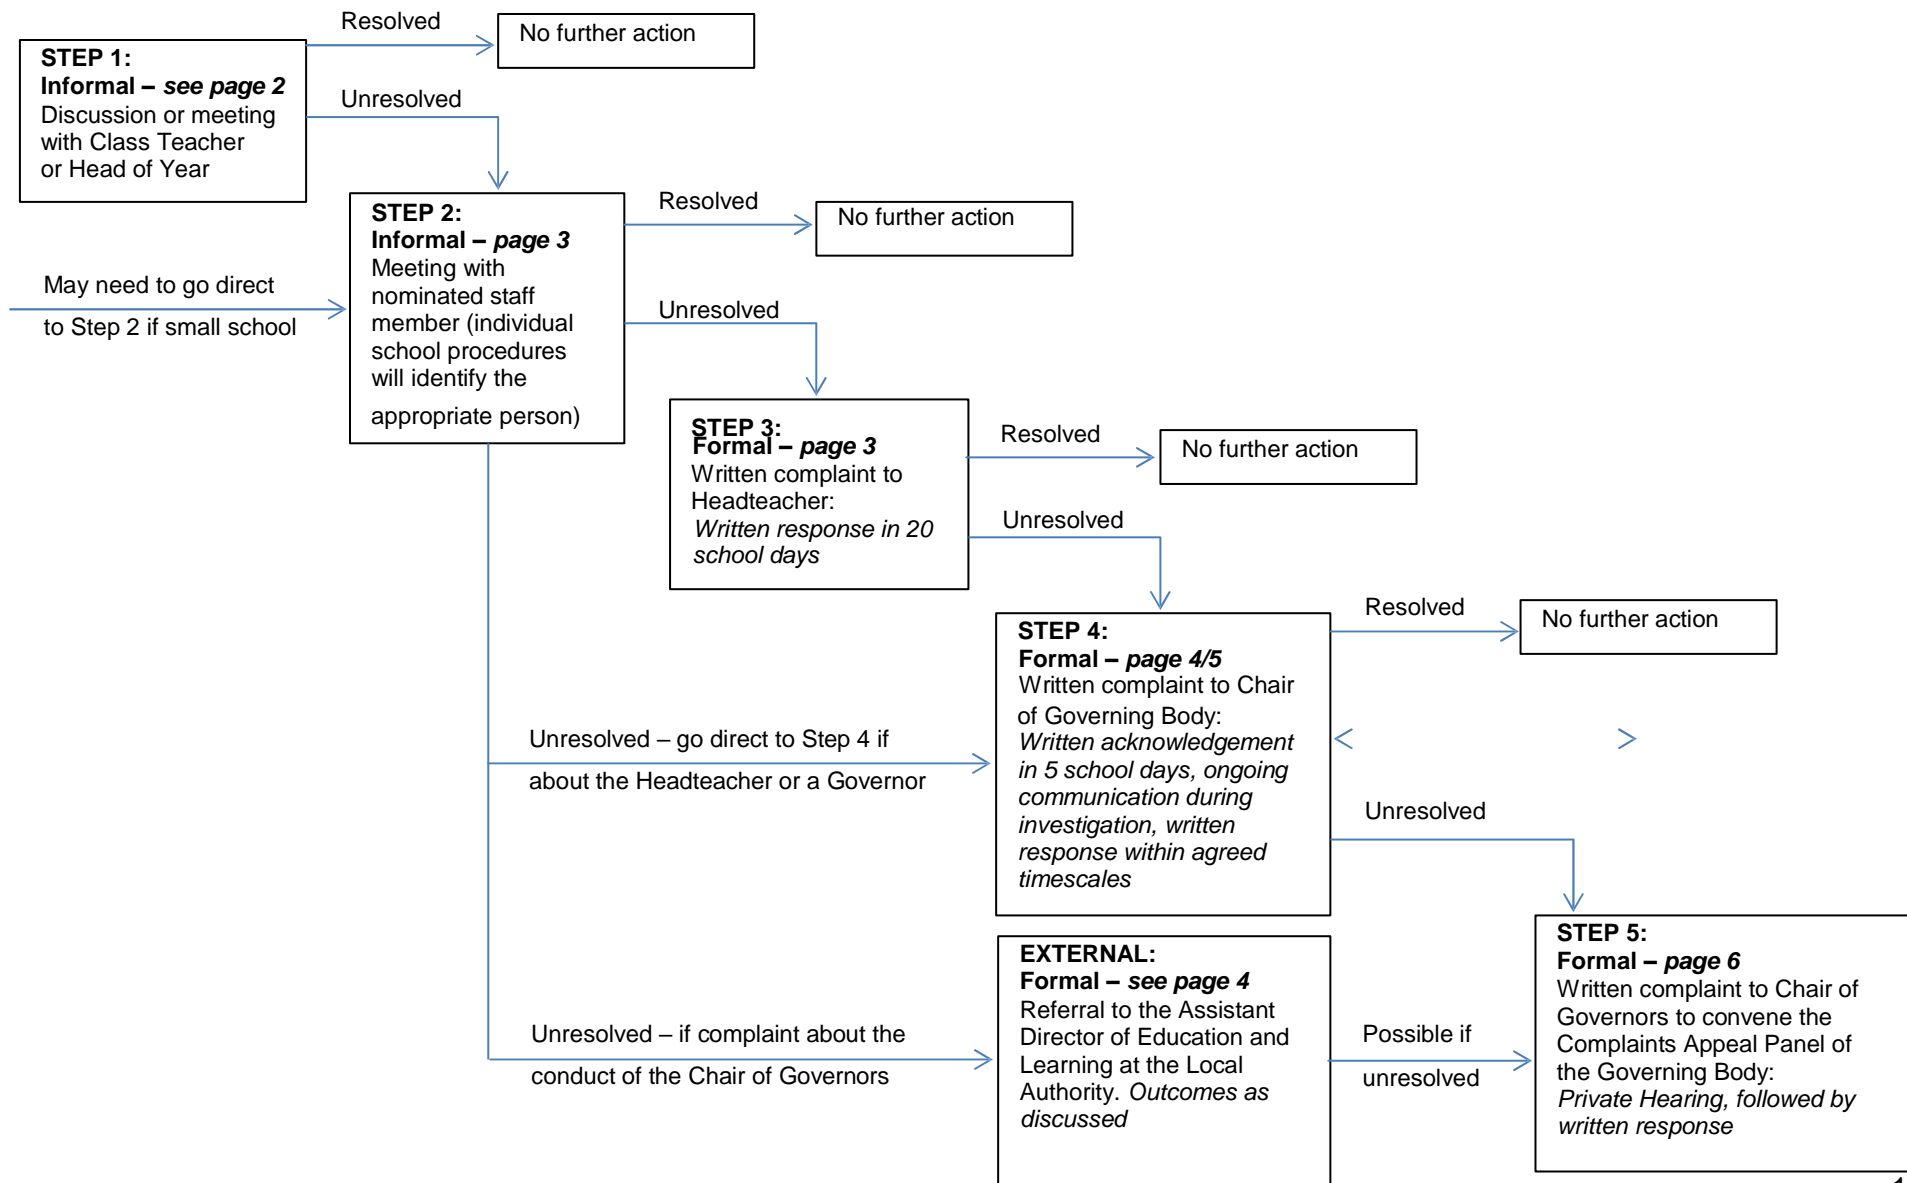 Resolved
No further action
STEP 1:
Informal – see page 2
Discussion or meeting
with Class Teacher
or Head of Year
Unresolved
STEP 2:
Informal – page 3
Meeting with
nominated staff
member (individual
school procedures
will identify the
appropriate person)
Resolved
No further action
May need to go direct
to Step 2 if small school
Unresolved
STEP 3:
Formal – page 3
Written complaint to
Headteacher:
Written response in 20
school days
Resolved
No further action
Unresolved
STEP 4:
Formal – page 4/5
Written complaint to Chair
of Governing Body:
Written acknowledgement
in 5 school days, ongoing
communication during
investigation, written
response within agreed
timescales
Resolved
No further action
Unresolved – go direct to Step 4 if
about the Headteacher or a Governor
Unresolved
EXTERNAL:
Formal – see page 4
Referral to the Assistant
Director of Education and
Learning at the Local
Authority. Outcomes as
discussed
Unresolved – if complaint about the
conduct of the Chair of Governors
Possible if
unresolved
STEP 5:
Formal – page 6
Written complaint to Chair of
Governors to convene the
Complaints Appeal Panel of
the Governing Body:
Private Hearing, followed by
written response